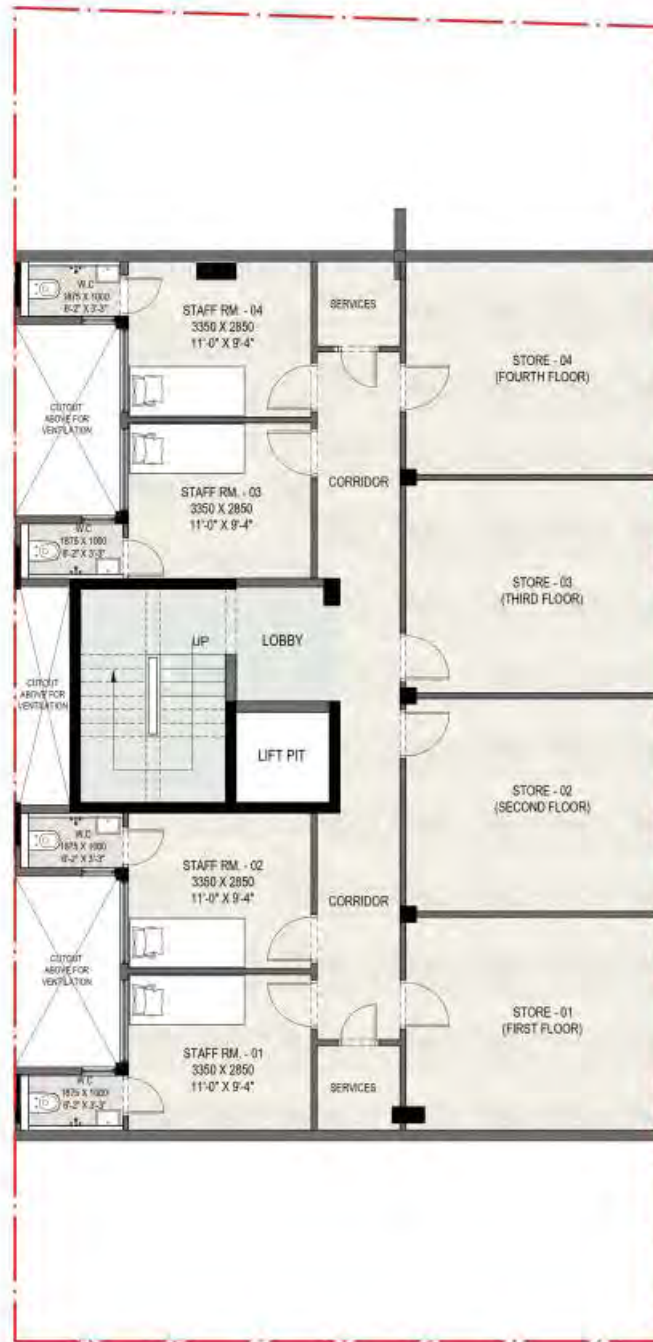 W.C
1875 X 1000
6'-2" X 3'-3"
STAFF RM. - 04
3350 X 2850
11'-0" X 9'-4"
SERVICES
STORE - 04
(FOURTH FLOOR)
CUTOUT
ABOVE FOR
VENTILATION
STAFF RM. - 03
3350 X 2850
11'-0" X 9'-4"
CORRIDOR
W.C
1875 X 1000
6'-2" X 3'-3"
STORE - 03
(THIRD FLOOR)
UP
LOBBY
CUTOUT
ABOVE FOR
VENTILATION
LIFT PIT
STORE - 02
(SECOND FLOOR)
W.C
1875 X 1000
6'-2" X 3'-3"
STAFF RM. - 02
3350 X 2850
11'-0" X 9'-4"
CORRIDOR
CUTOUT
ABOVE FOR
VENTILATION
STORE - 01
(FIRST FLOOR)
STAFF RM. - 01
3350 X 2850
11'-0" X 9'-4"
W.C
1875 X 1000
6'-2" X 3'-3"
SERVICES